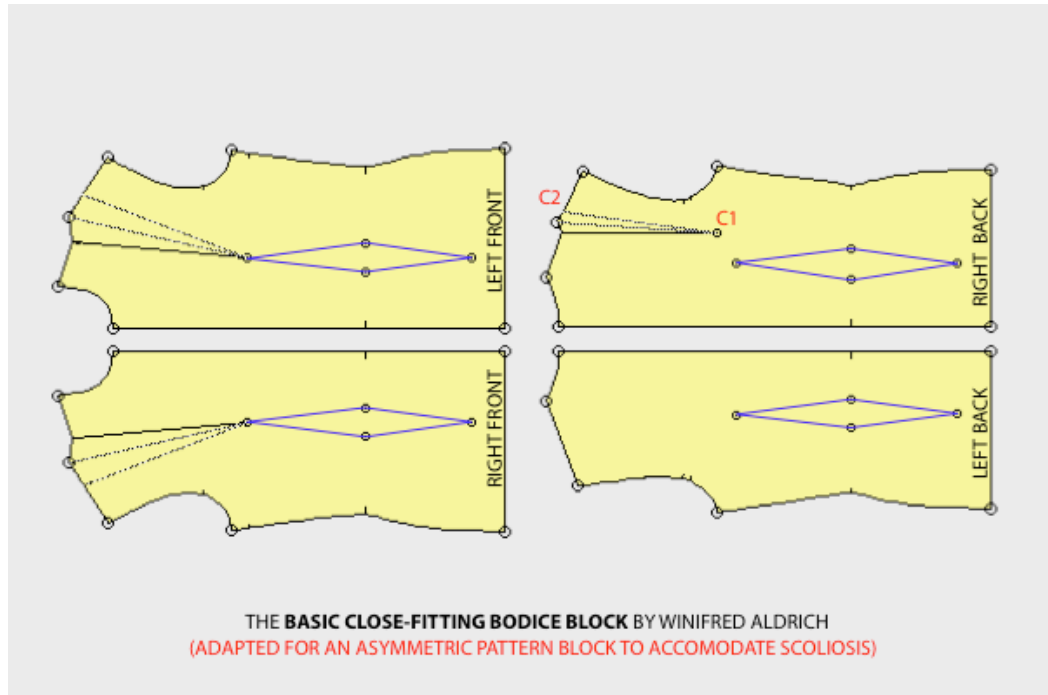 LEFT FRONT
C2
C1
RIGHT BACK
RIGHT FRONT
LEFT BACK
THE BASIC CLOSE-FITTING BODICE BLOCK BY WINIFRED ALDRICH
(ADAPTED FOR AN ASYMMETRIC PATTERN BLOCK TO ACCOMODATE SCOLIOSIS)